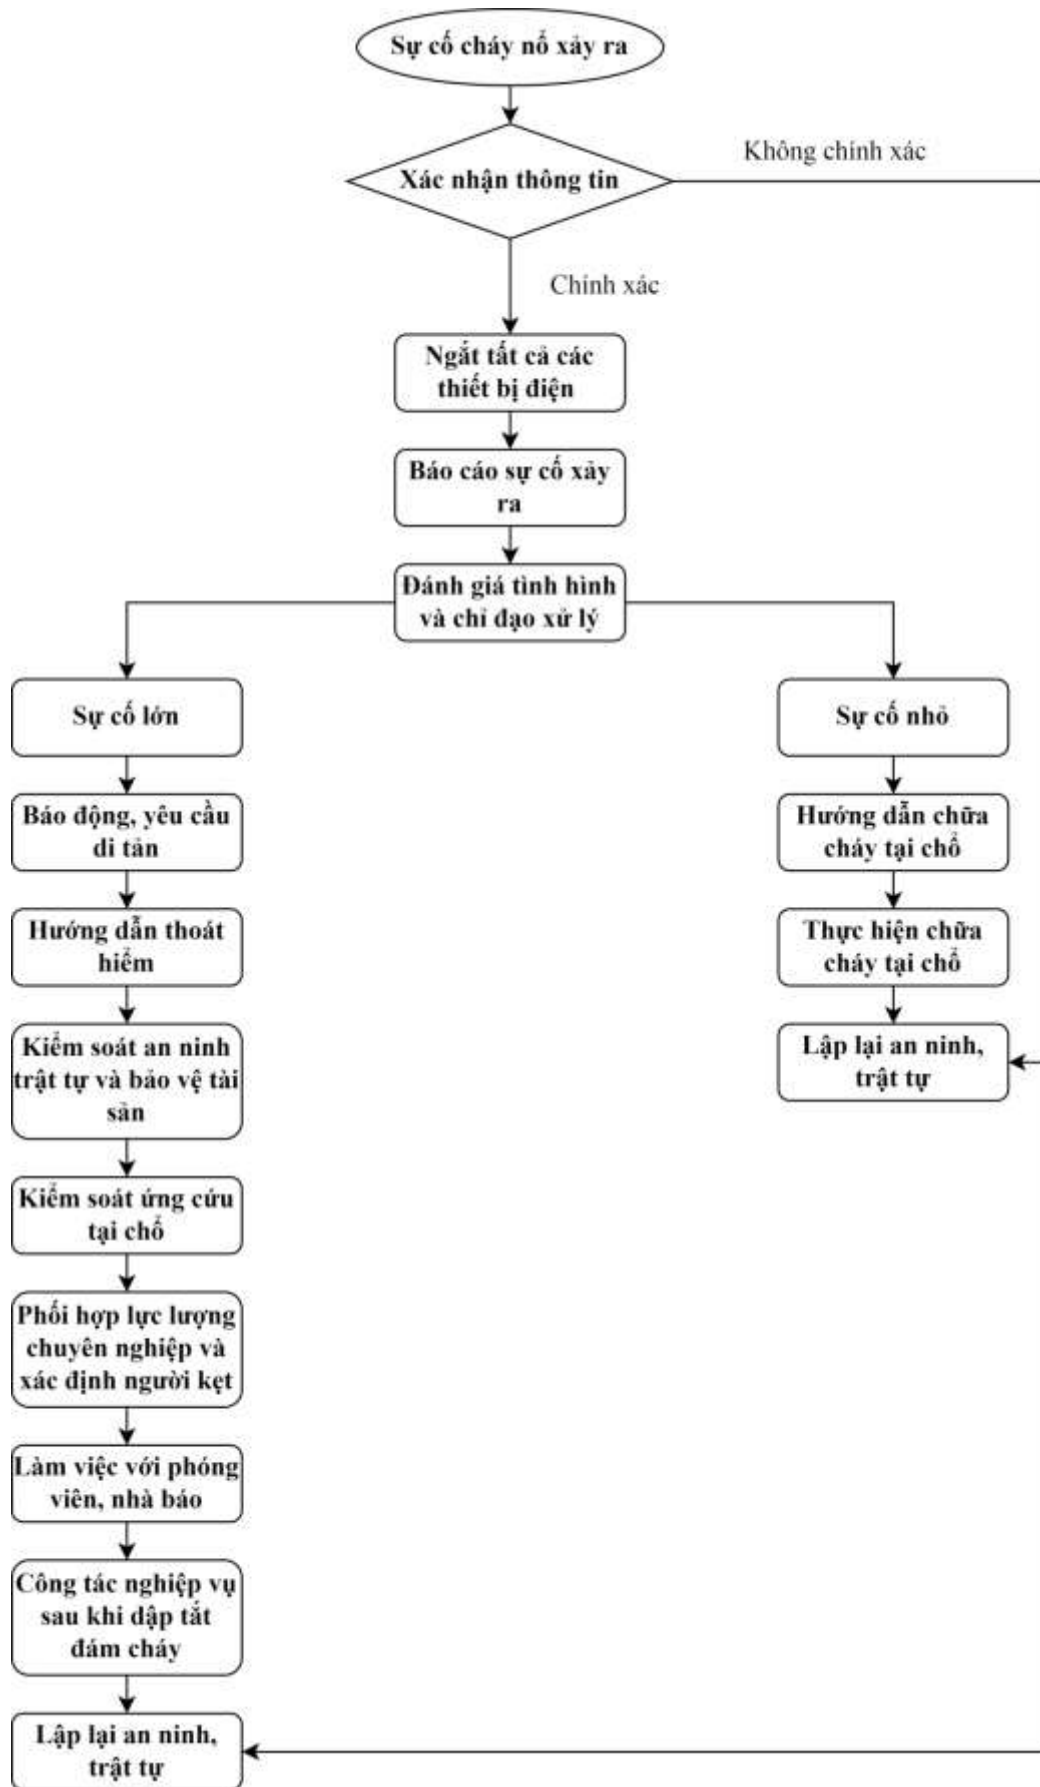 Sự cố cháy nổ xảy ra
Không chính xác
Xác nhận thông tin
Chính xác
Ngắt tất cả các
thiết bị điện
Báo cáo sự cố xảy
ra
Đánh giá tình hình
và chỉ đạo xử lý
Sự cố lớn
Báo động, yêu cầu
di tản
Hướng dẫn thoát
hiểm
Kiểm soát an ninh
trật tự và bảo vệ tài
sản
Kiểm soát ứng cứu
tại chổ
Phối hợp lực lượng
chuyên nghiệp và
xác định người kẹt
Làm việc với phóng
viên, nhà báo
Công tác nghiệp vụ
sau khi dập tắt
đám cháy
Lập lại an ninh,
trật tự
Sự cố nhỏ
Hướng dẫn chữa
cháy tại chổ
Thực hiện chữa
cháy tại chổ
Lập lại an ninh,
trật tự